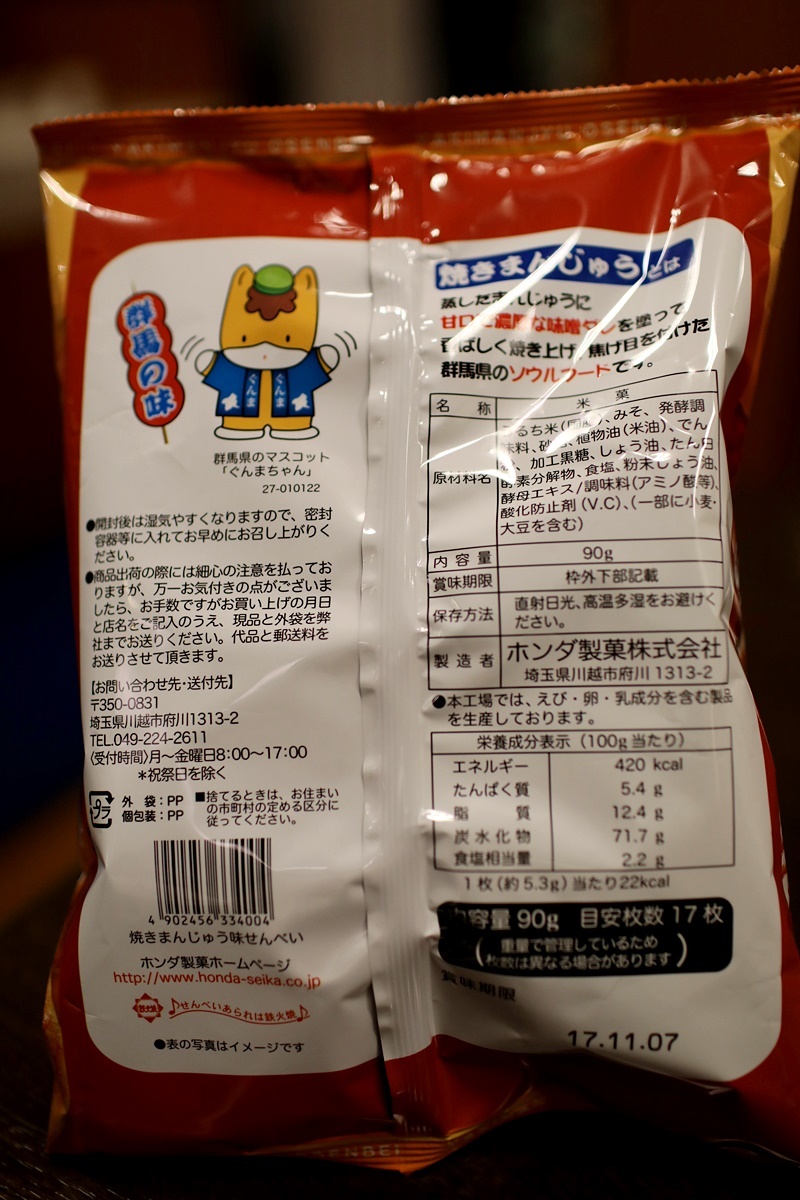 YAKIMANJYU OSENBEI
群馬の味
ぐんま
ぐんま
群馬県のマスコット
「ぐんまちゃん」
27-010122
●開封後は湿気やすくなりますので、密封
容器等に入れてお早めにお召し上がりく
ださい。
●商品出荷の際には細心の注意を払ってお
りますが、万一お気付きの点がございま
したら、お手数ですがお買い上げの月日
と店名をご記入のうえ、現品と外袋を弊
社までお送りください。代品と郵送料を
お送りさせて頂きます。
【お問い合わせ先・送付先】
〒350-0831
埼玉県川越市府川1313-2
TEL.049-224-2611
〈受付時間〉月〜金曜日8:00〜17:00
*祝祭日を除く
プラ
外袋:PP
個包装:PP
■捨てるときは、お住まい
の市町村の定める区分に
従ってください。
4 902456 334004
焼きまんじゅう味せんべい
ホンダ製菓ホームページ
http://www.honda-seika.co.jp
♪せんべいあられは鉄火焼♪
●表の写真はイメージです
焼きまんじゅうとは
蒸したまんじゅうに
甘口で濃厚な味噌ダレを塗って
香ばしく焼き上げ、焦げ目を付けた
群馬県のソウルフードです。
名称 米菓
原材料名 うるち米(国産)、みそ、発酵調
味料、砂糖、植物油(米油)、でん
粉、加工黒糖、しょう油、たん白
酵素分解物、食塩、粉末しょう油、
酵母エキス/調味料(アミノ酸等)、
酸化防止剤(V.C)、(一部に小麦・
大豆を含む)
内容量 90g
賞味期限 枠外下部記載
保存方法 直射日光、高温多湿をお避けく
ださい。
製造者 ホンダ製菓株式会社
埼玉県川越市府川 1313-2
●本工場では、えび・卵・乳成分を含む製品
を生産しております。
栄養成分表示(100g当たり)
エネルギー 420 kcal
たんぱく質 5.4 g
脂質 12.4 g
炭水化物 71.7 g
食塩相当量 2.2 g
1枚(約5.3g)当たり22kcal
内容量 90g 目安枚数 17枚
(重量で管理しているため
枚数は異なる場合があります)
賞味期限
17.11.07
OSENBEI